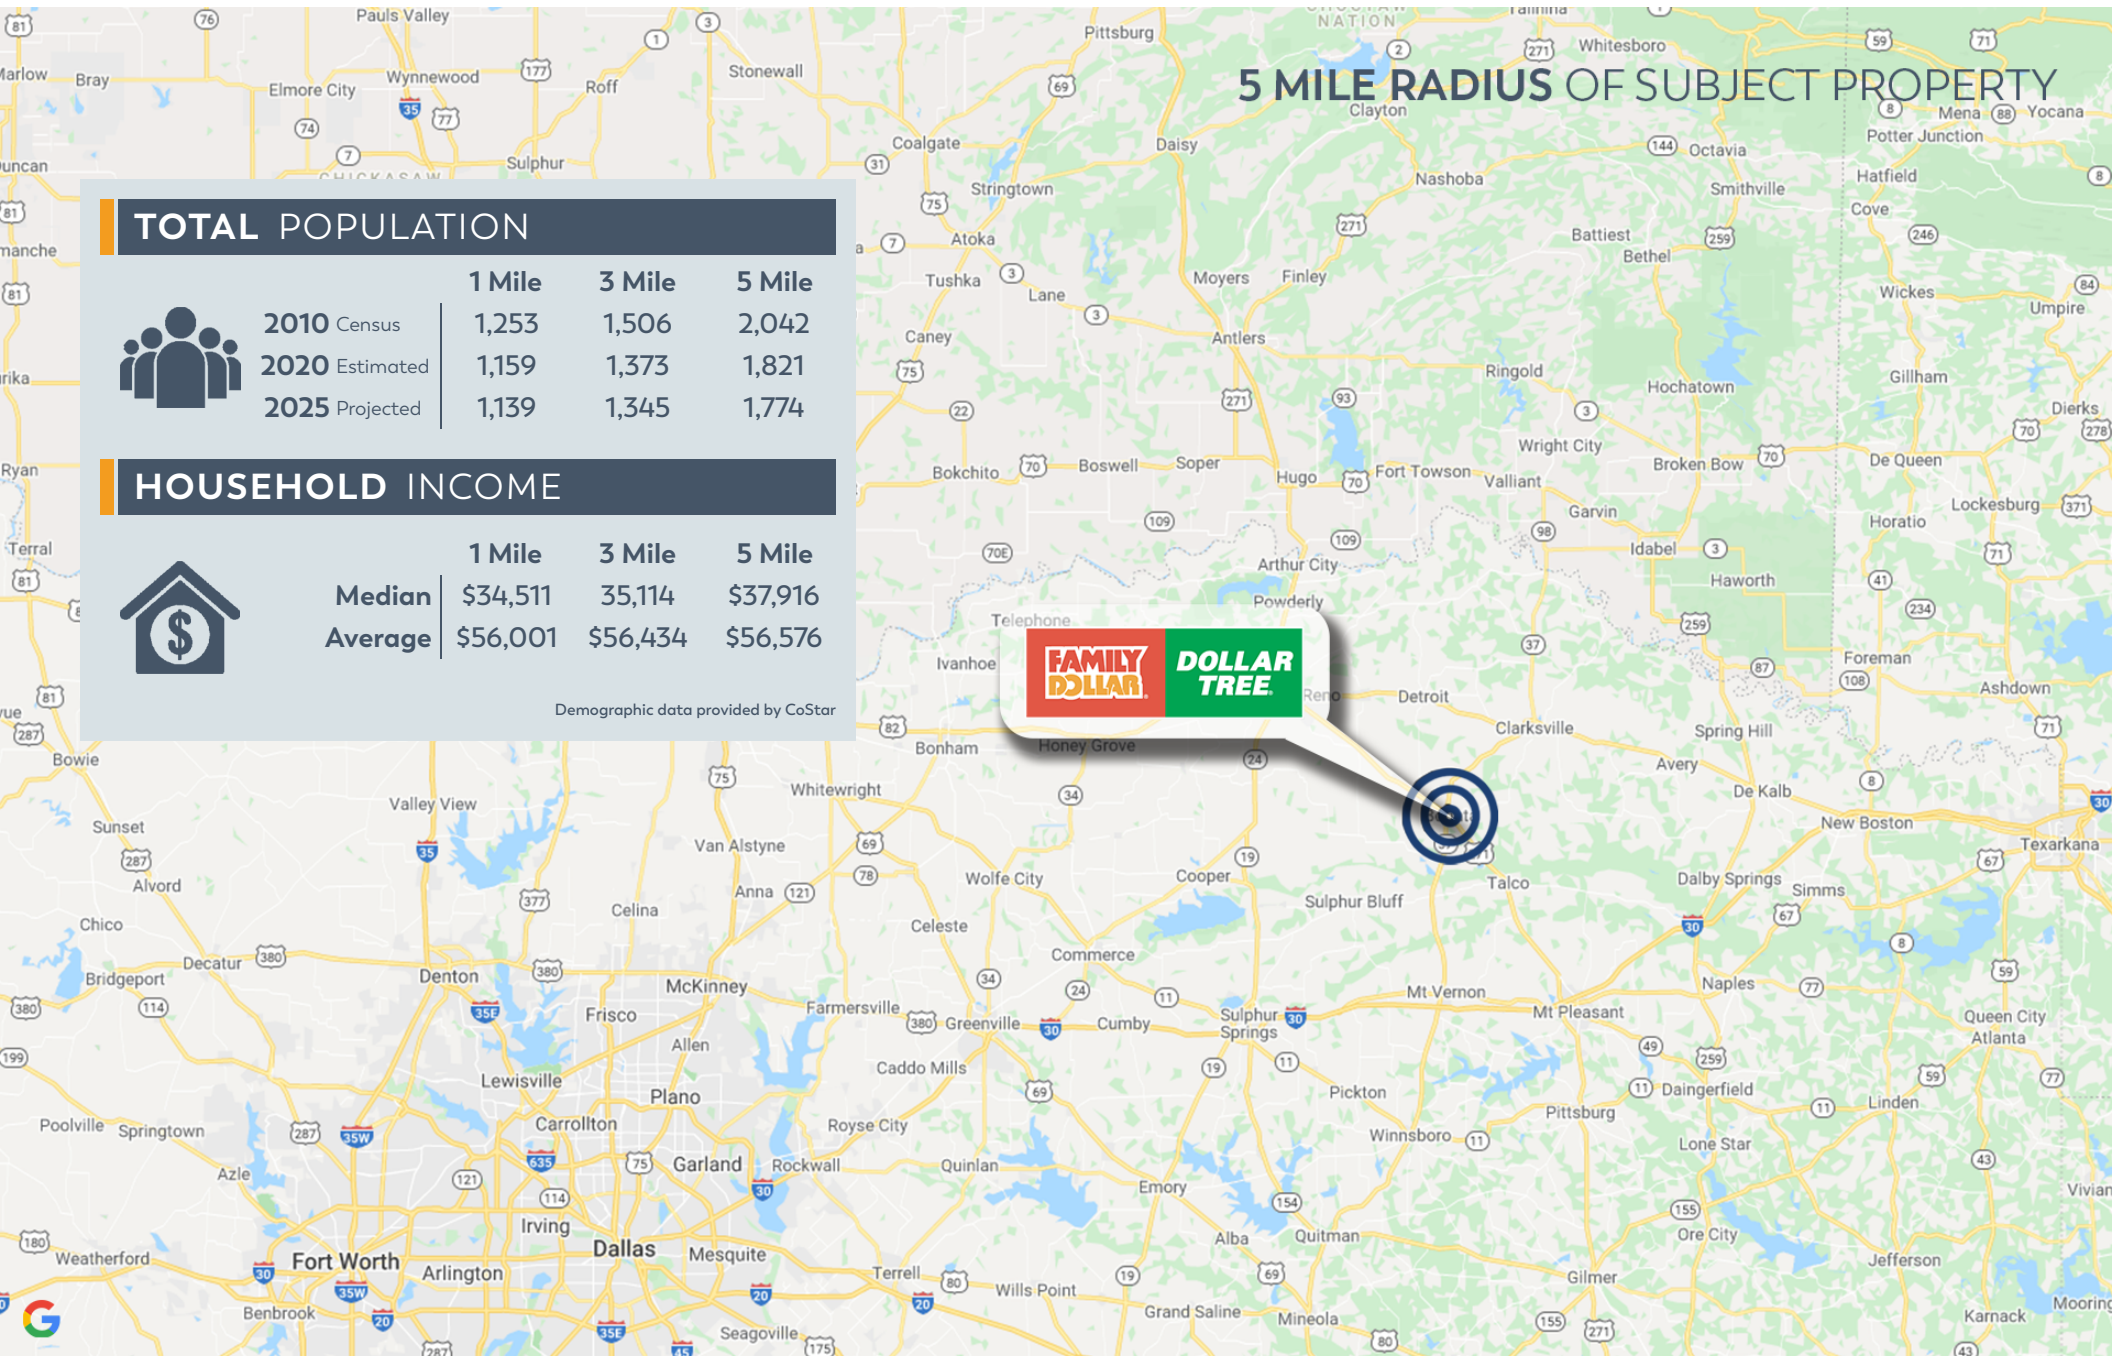 5 MILE RADIUS OF SUBJECT PROPERTY
TOTAL POPULATION
1 Mile 3 Mile 5 Mile
2010 Census 1,253 1,506 2,042
2020 Estimated 1,159 1,373 1,821
2025 Projected 1,139 1,345 1,774
HOUSEHOLD INCOME
1 Mile 3 Mile 5 Mile
Median $34,511 35,114 $37,916
Average $56,001 $56,434 $56,576
Demographic data provided by CoStar
FAMILY
DOLLAR
DOLLAR
TREE
Pauls Valley
Pittsburg
NATION
Whitesboro
Bray
Wynnewood
Stonewall
Elmore City
Roff
Clayton
Mena
Yocana
Potter Junction
Coalgate
Daisy
Octavia
Sulphur
CHICKASAW
Stringtown
Nashoba
Smithville
Hatfield
Cove
Atoka
Battiest
Bethel
Tushka
Lane
Moyers
Finley
Wickes
Umpire
Caney
Antlers
Ringold
Hochatown
Gillham
Dierks
Wright City
Ryan
Bokchito
Boswell
Soper
Hugo
Fort Towson
Valliant
Broken Bow
De Queen
Garvin
Lockesburg
Horatio
Terral
Idabel
Arthur City
Haworth
Powderly
Telephone
Ivanhoe
Reno
Detroit
Foreman
Ashdown
Clarksville
Spring Hill
Bonham
Honey Grove
Bowie
Avery
De Kalb
Whitewright
Valley View
New Boston
Sunset
Van Alstyne
Texarkana
Alvord
Anna
Wolfe City
Cooper
Talco
Dalby Springs
Simms
Celina
Sulphur Bluff
Chico
Celeste
Decatur
Commerce
Bridgeport
Denton
McKinney
Mt Vernon
Naples
Frisco
Farmersville
Greenville
Cumby
Sulphur
Springs
Mt Pleasant
Queen City
Atlanta
Allen
Caddo Mills
Lewisville
Plano
Pickton
Daingerfield
Linden
Pittsburg
Poolville
Springtown
Carrollton
Royse City
Winnsboro
Lone Star
Azle
Garland
Rockwall
Quinlan
Emory
Vivian
Irving
Alba
Quitman
Ore City
Weatherford
Fort Worth
Dallas
Mesquite
Arlington
Terrell
Wills Point
Gilmer
Jefferson
Benbrook
Seagoville
Grand Saline
Mineola
Karnack